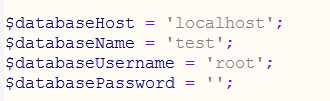 $databaseHost = 'localhost';
$databaseName = 'test';
$databaseUsername = 'root';
$databasePassword = '';